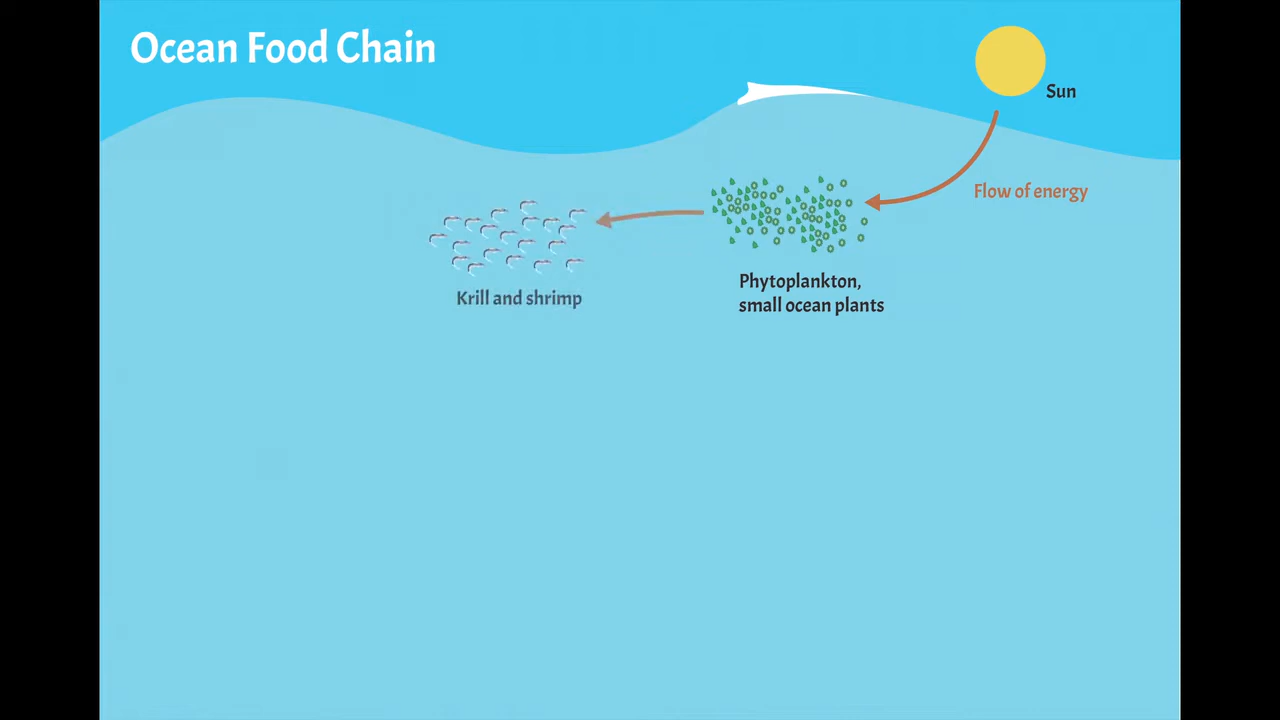 Ocean Food Chain
Sun
Flow of energy
Phytoplankton,
small ocean plants
Krill and shrimp